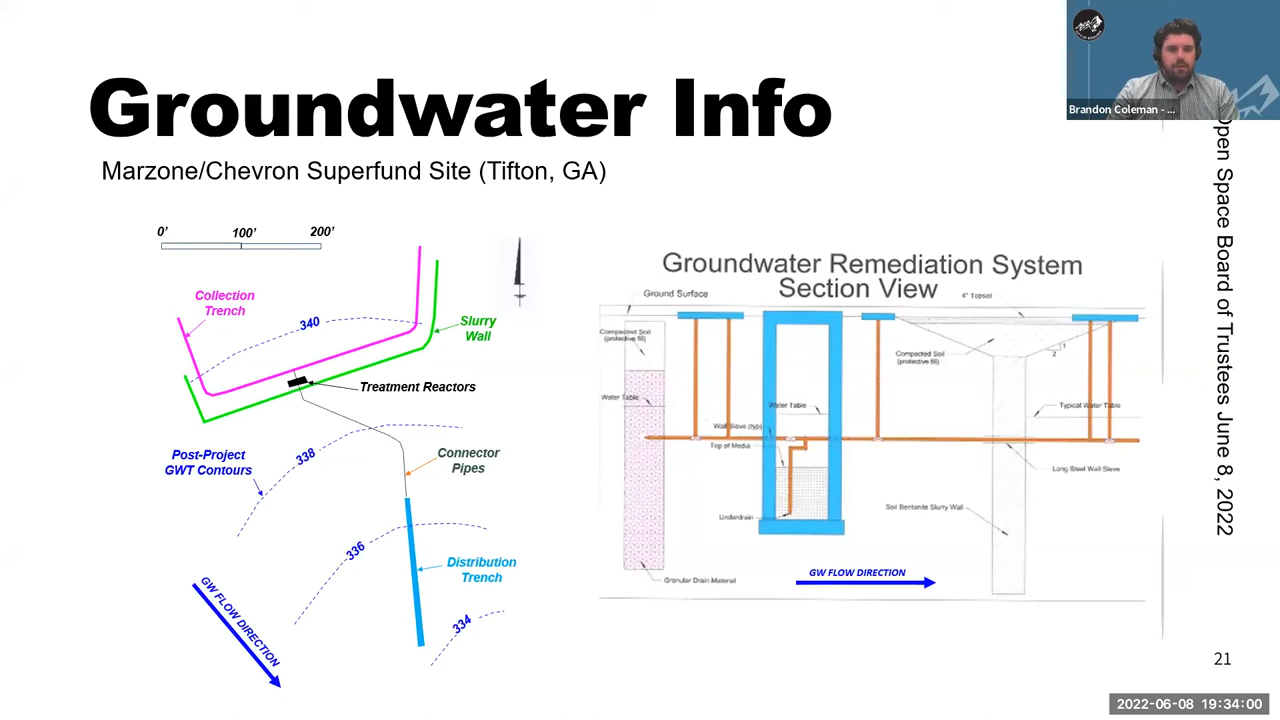 Groundwater Info
Marzone/Chevron Superfund Site (Tifton, GA)
Brandon Coleman - ...
Open Space Board of Trustees June 8, 2022
0’ 100’ 200’
Collection
Trench
340
Slurry
Wall
Treatment Reactors
338
Post-Project
GWT Contours
Connector
Pipes
336
Distribution
Trench
GW FLOW DIRECTION
334
Groundwater Remediation System
Section View
Ground Surface
4" Topsoil
Compacted Soil
(protective fill)
Compacted Soil
(protective fill)
1
2
Water Table
Water Table
Typical Water Table
Wall Sleeve (typ)
Top of Media
Long Steel Wall Sleeve
Underdrain
Soil Bentonite Slurry Wall
Granular Drain Material
GW FLOW DIRECTION
21
2022-06-08 19:34:00